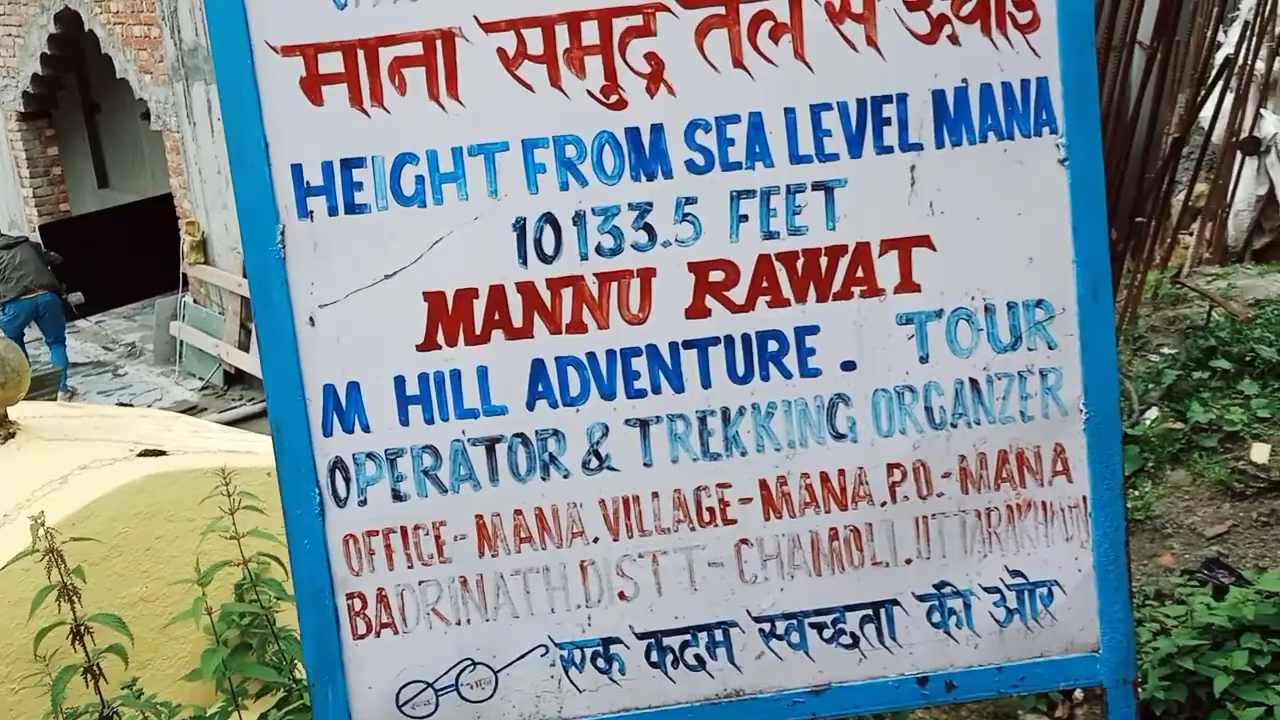 माना समुद्र तल से ऊंचाई
HEIGHT FROM SEA LEVEL MANA
10133.5 FEET
MANNU RAWAT
M HILL ADVENTURE . TOUR
OPERATOR & TREKKING ORGANZER
OFFICE-MANA.VILLAGE-MANA.P.O.-MANA
BADRINATH.DISTT-CHAMOLI.UTTARAKHAN
एक कदम स्वच्छता की ओर